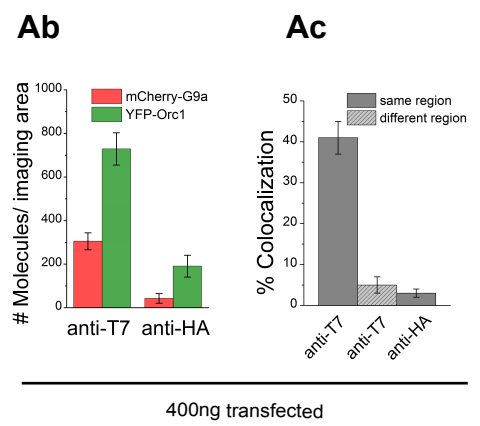 Ab
Ac
mCherry-G9a
YFP-Orc1
# Molecules/ imaging area
1000
800
600
400
200
0
anti-T7
anti-HA
same region
different region
% Colocalization
50
40
30
20
10
0
anti-T7
anti-T7
anti-HA
400ng transfected